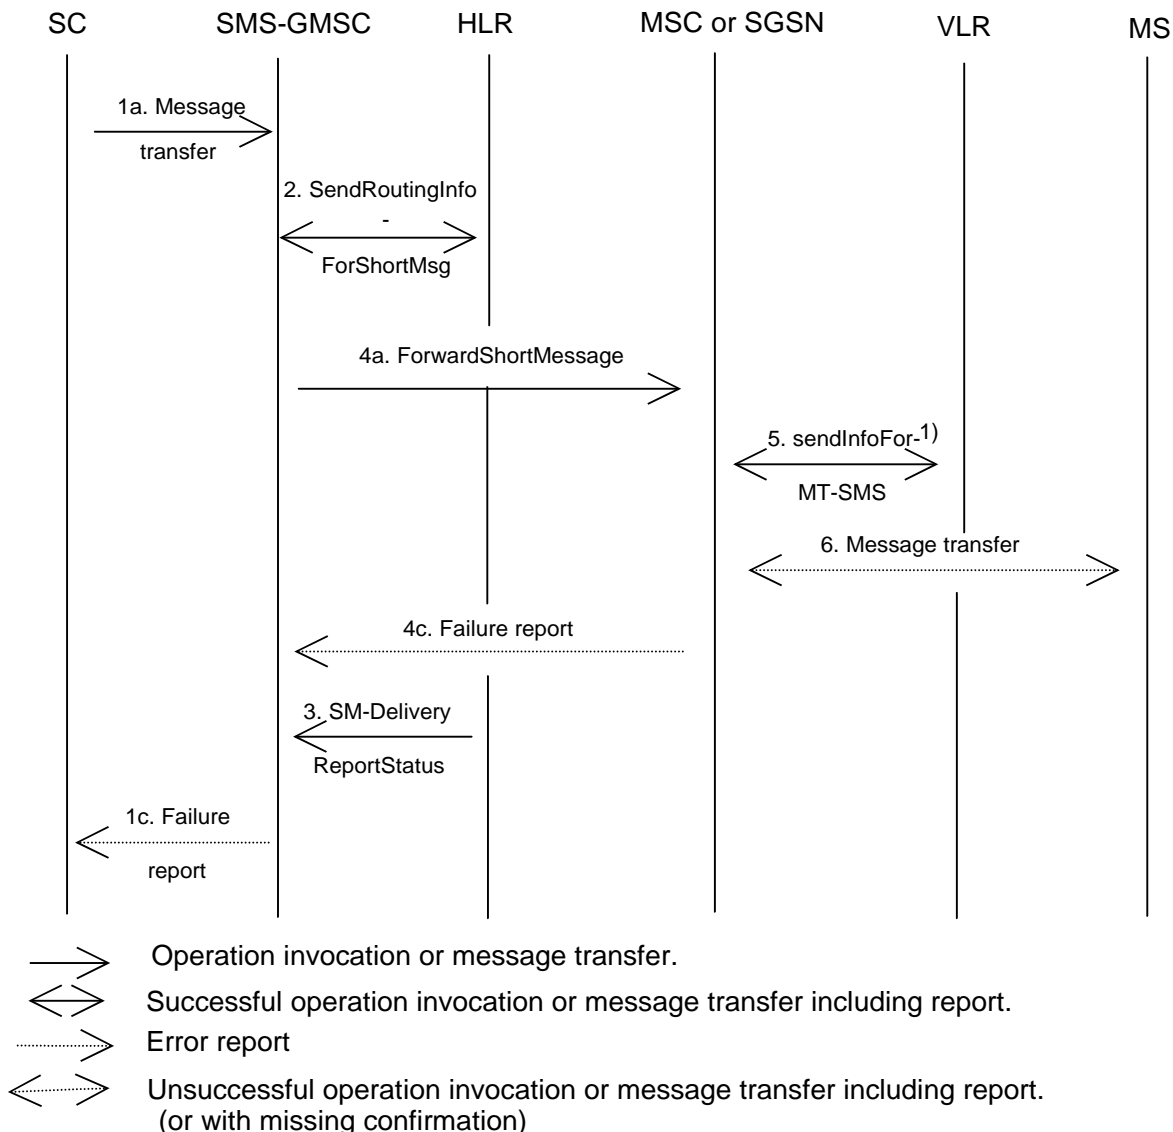 SC SMS-GMSC HLR MSC or SGSN VLR MS
1a. Message
transfer
2. SendRoutingInfo
-
ForShortMsg
4a. ForwardShortMessage
5. sendInfoFor-1)
MT-SMS
6. Message transfer
4c. Failure report
3. SM-Delivery
ReportStatus
1c. Failure
report
Operation invocation or message transfer.
Successful operation invocation or message transfer including report.
Error report
Unsuccessful operation invocation or message transfer including report.
(or with missing confirmation)